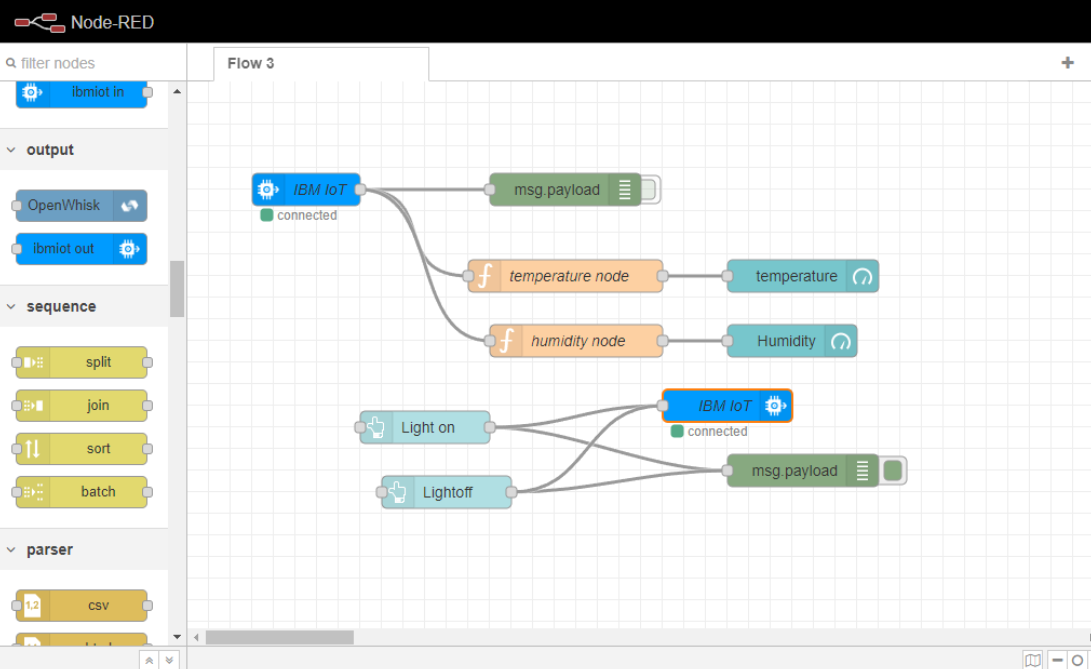 Node-RED
filter nodes
Flow 3
ibmiot in
output
OpenWhisk
ibmiot out
sequence
split
join
sort
batch
parser
1,2 csv
IBM IoT
connected
msg.payload
temperature node
temperature
humidity node
Humidity
Light on
IBM IoT
connected
Lightoff
msg.payload